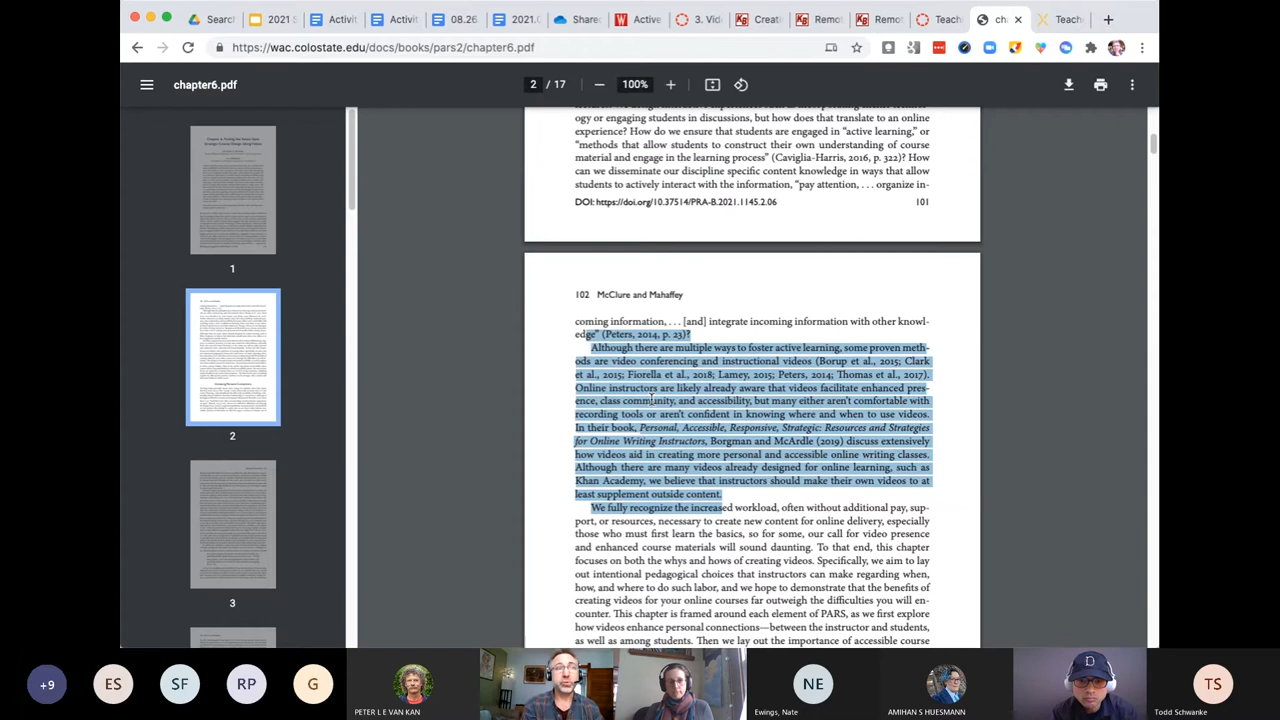 Search
2021 S
Activit
Activit
08.26
2021.0
Share
Active
3. Vid
Creati
Remot
Remot
Teachi
ch
Teache
https://wac.colostate.edu/docs/books/pars2/chapter6.pdf
chapter6.pdf
2 / 17
100%
1
2
3
ogy or engaging students in discussions, but how does that translate to an online
experience? How do we ensure that students are engaged in “active learning,” or
“methods that allow students to construct their own understanding of course
material and engage in the learning process” (Caviglia-Harris, 2016, p. 322)? How
can we disseminate our discipline specific content knowledge in ways that allow
students to actively interact with the information, “pay attention, . . . organize in-
DOI: https://doi.org/10.37514/PRA-B.2021.1145.2.06 101
102 McClure and Mahaffey
coming information, . . . [and] integrate incoming information with other knowl-
edge” (Peters, 2014, p. 23)?
Although there are multiple ways to foster active learning, some proven meth-
ods are video conferencing and instructional videos (Borup et al., 2015; Clark
et al., 2015; Fiorella et al., 2018; Lamey, 2015; Peters, 2014; Thomas et al., 2017).
Online instructors are likely already aware that videos facilitate enhanced pres-
ence, class community, and accessibility, but many either aren’t comfortable with
recording tools or aren’t confident in knowing where and when to use videos.
In their book, Personal, Accessible, Responsive, Strategic: Resources and Strategies
for Online Writing Instructors, Borgman and McArdle (2019) discuss extensively
how videos aid in creating more personal and accessible online writing classes.
Although there are many videos already designed for online learning, such as
Khan Academy, we believe that instructors should make their own videos to at
least supplement outside content.
We fully recognize the increased workload, often without additional pay, sup-
port, or resources, necessary to create new content for online delivery, especially
those who must first learn the basics, so for some, our call for video presence
and enhanced course materials will sound daunting. To that end, this chapter
focuses on both the whys and hows of creating videos. Specifically, we aim to lay
out intentional pedagogical choices that instructors can make regarding when,
how, and where to do such labor, and we hope to demonstrate that the benefits of
creating videos for your online courses far outweigh the difficulties you will en-
counter. This chapter is framed around each element of PARS, as we first explore
how videos enhance personal connections—between the instructor and students,
as well as among students. Then we lay out the importance of accessible course
+9
ES
SF
RP
G
PETER L E VAN KAN
NE
Ewings, Nate
AMIHAN S HUESMANN
D
TS
Todd Schwanke